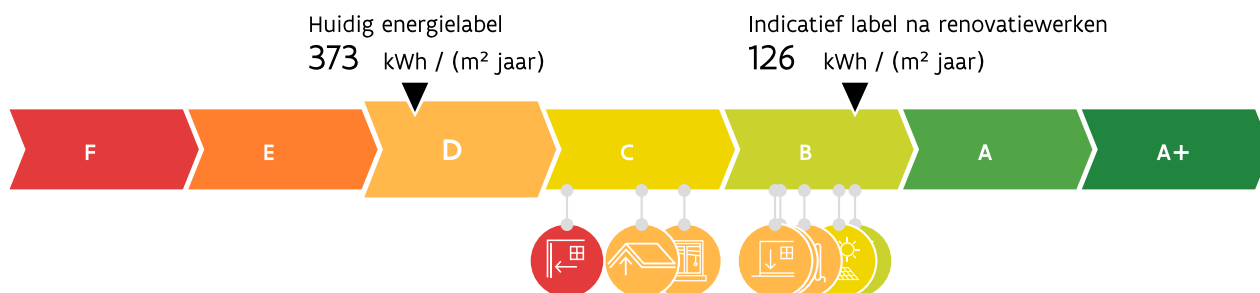 Huidig energielabel
373 kWh / (m² jaar)
Indicatief label na renovatiewerken
126 kWh / (m² jaar)
F
E
D
C
B
A
A+